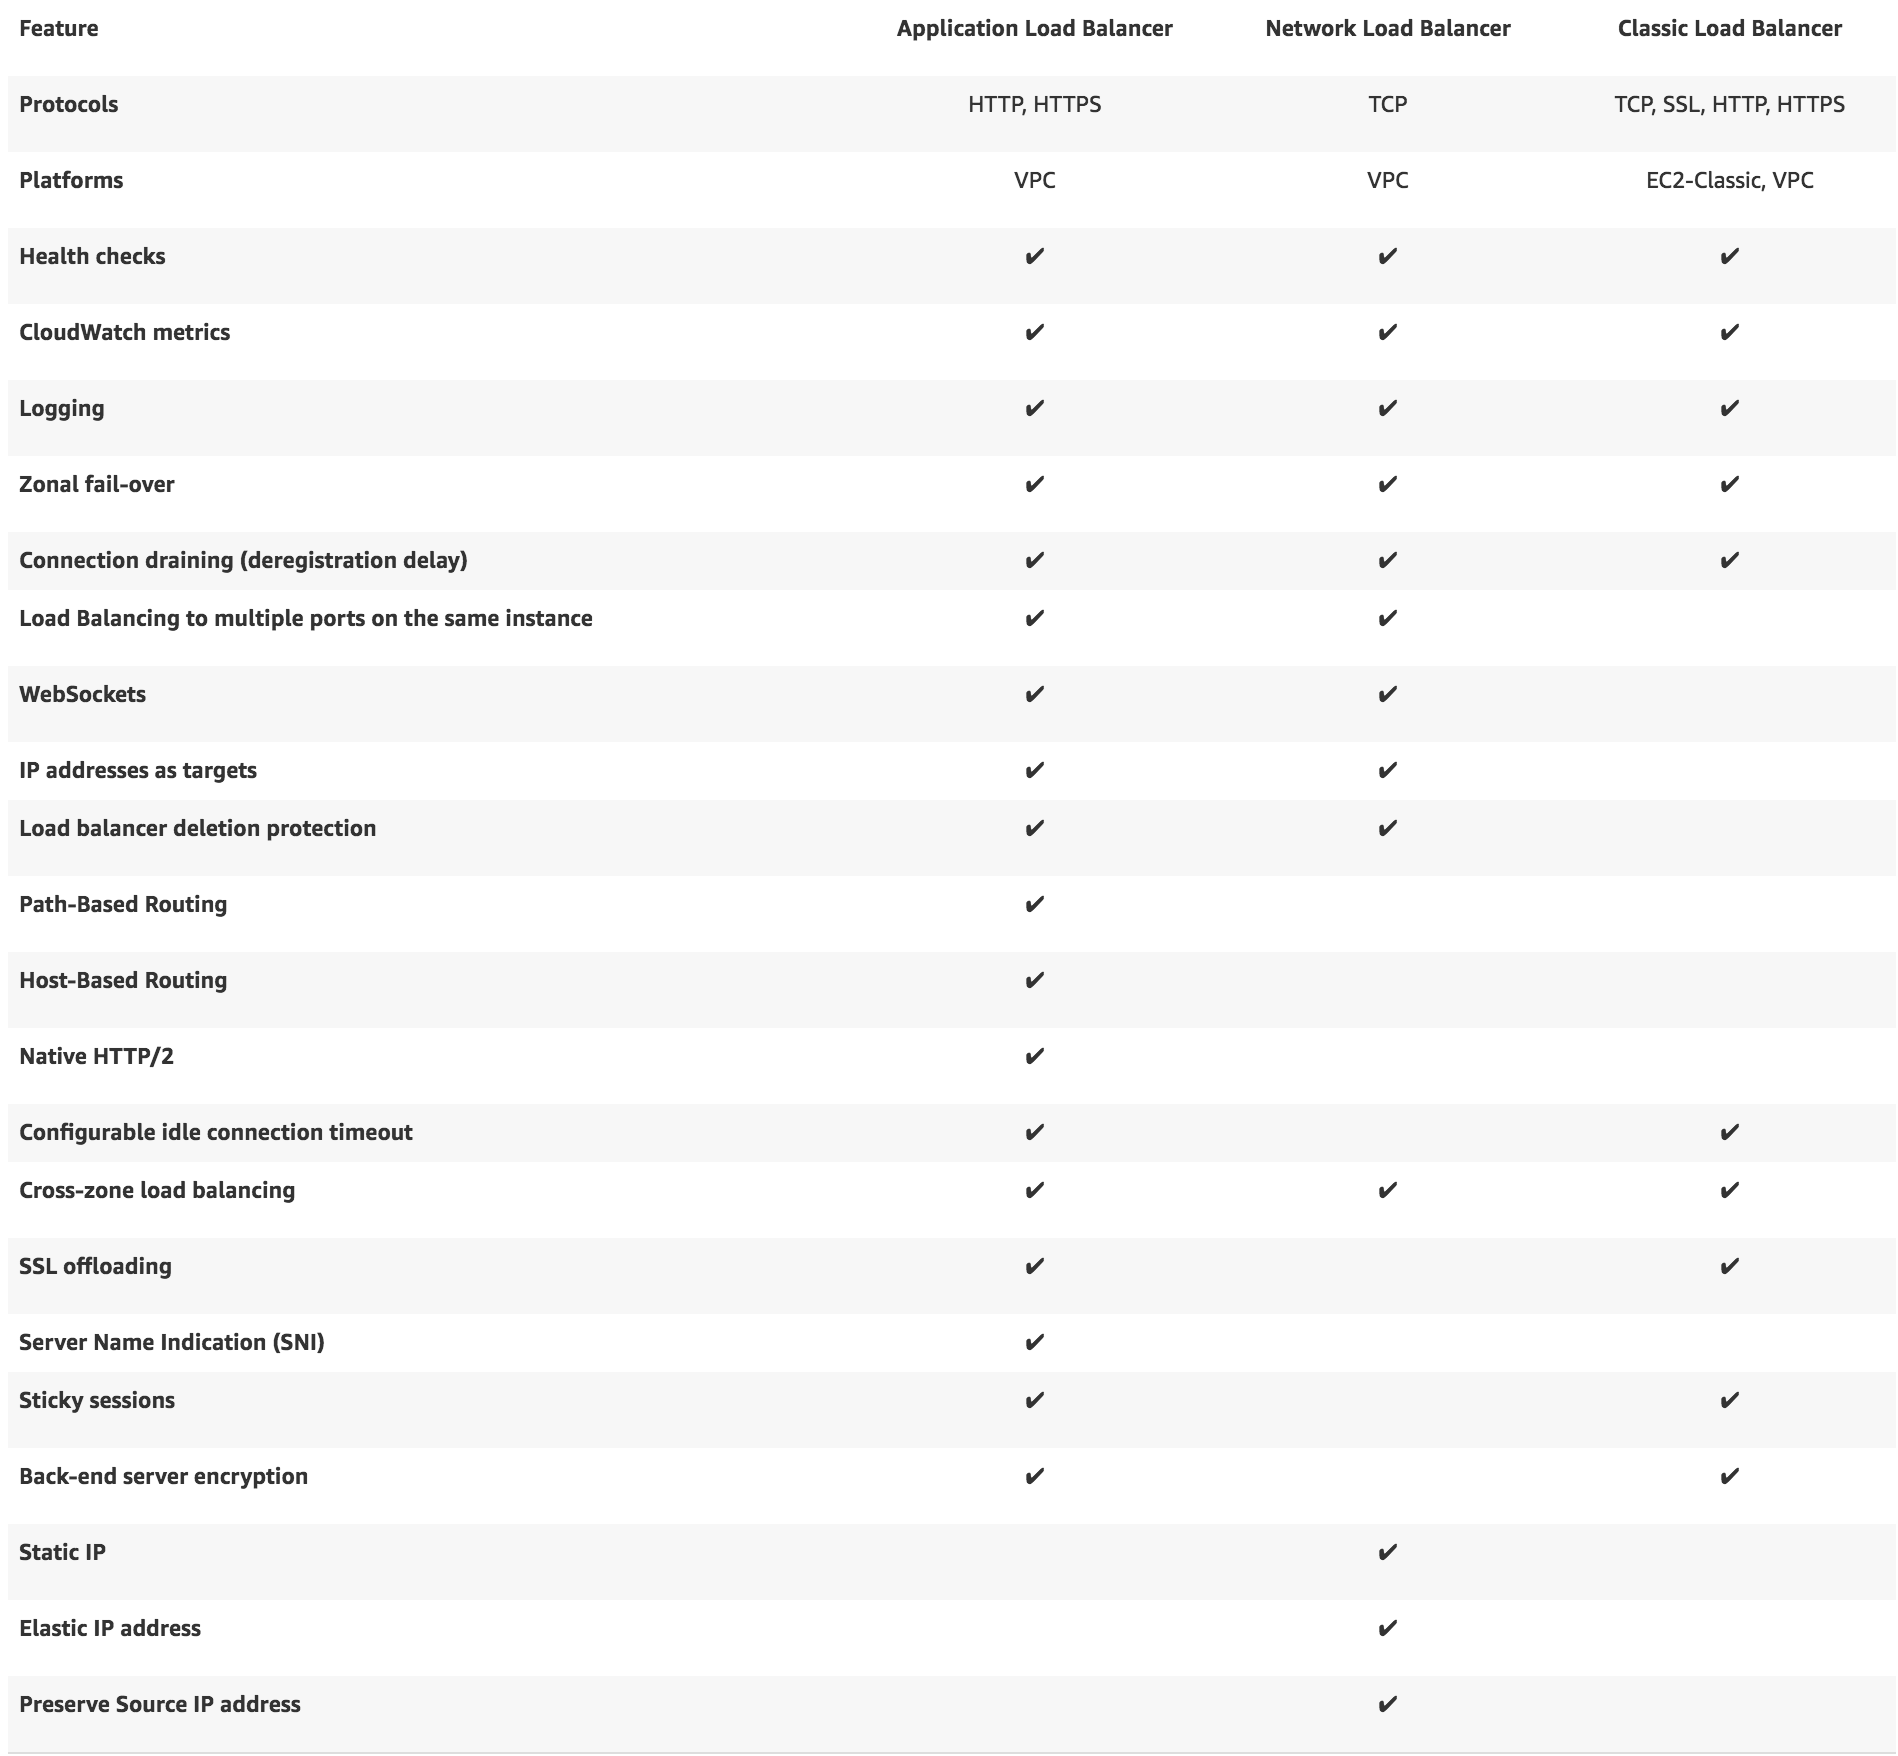 Feature Application Load Balancer Network Load Balancer Classic Load Balancer
Protocols HTTP, HTTPS TCP TCP, SSL, HTTP, HTTPS
Platforms VPC VPC EC2-Classic, VPC
Health checks ✔ ✔ ✔
CloudWatch metrics ✔ ✔ ✔
Logging ✔ ✔ ✔
Zonal fail-over ✔ ✔ ✔
Connection draining (deregistration delay) ✔ ✔ ✔
Load Balancing to multiple ports on the same instance ✔ ✔
WebSockets ✔ ✔
IP addresses as targets ✔ ✔
Load balancer deletion protection ✔ ✔
Path-Based Routing ✔
Host-Based Routing ✔
Native HTTP/2 ✔
Configurable idle connection timeout ✔ ✔
Cross-zone load balancing ✔ ✔ ✔
SSL offloading ✔ ✔
Server Name Indication (SNI) ✔
Sticky sessions ✔ ✔
Back-end server encryption ✔ ✔
Static IP ✔
Elastic IP address ✔
Preserve Source IP address ✔